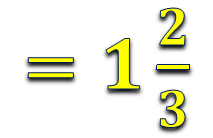 = 1 2/3